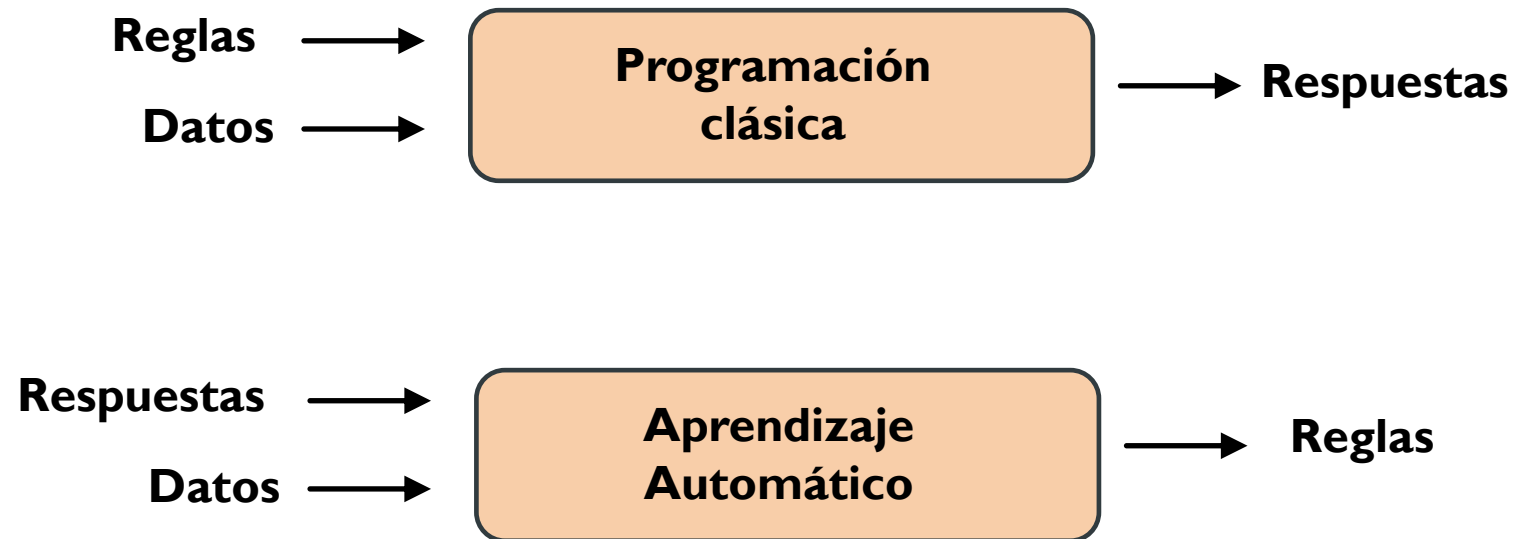 Reglas
Datos
Programación
clásica
Respuestas
Respuestas
Datos
Aprendizaje
Automático
Reglas